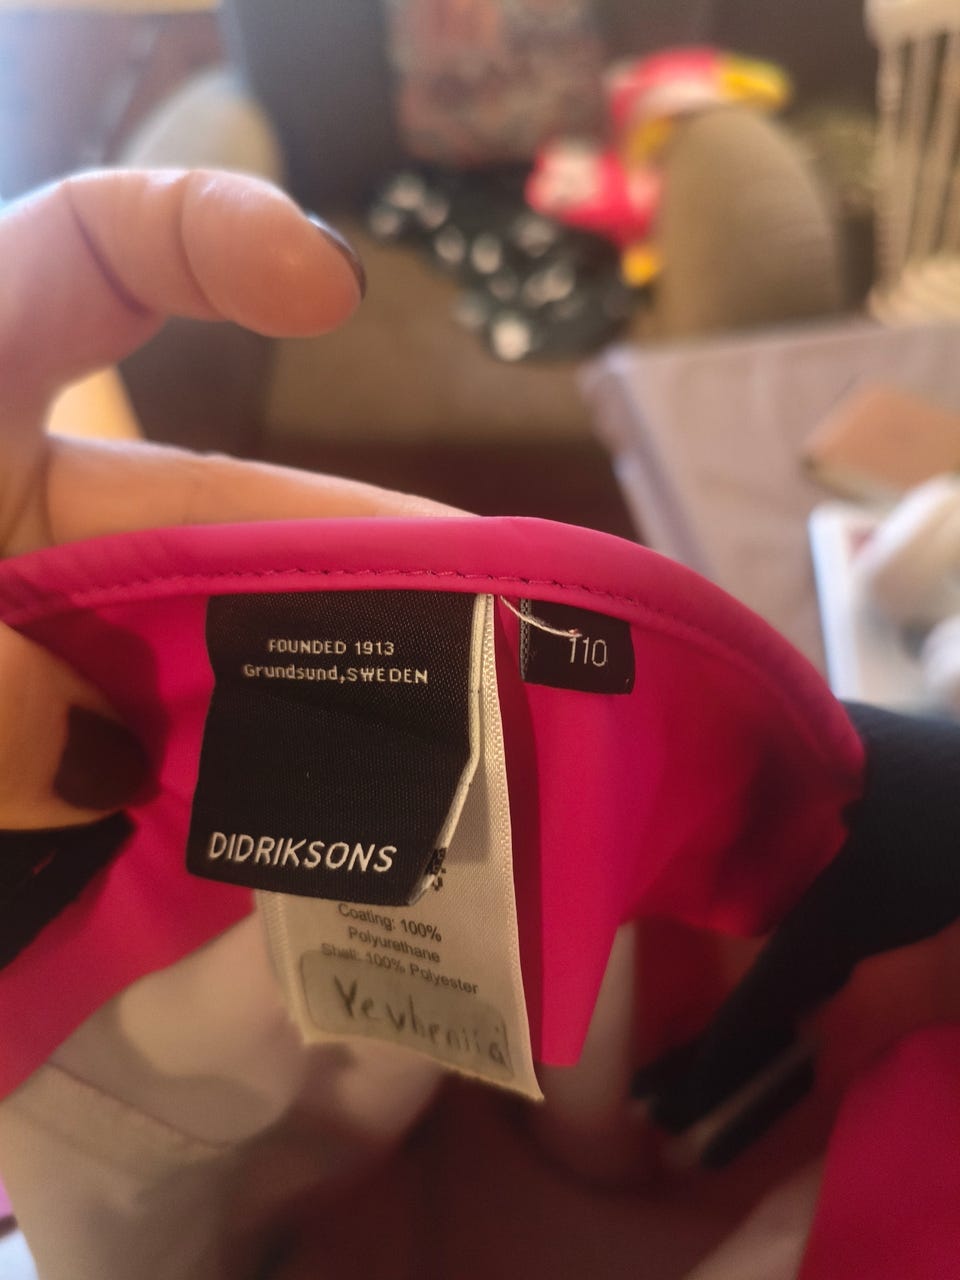 FOUNDED 1913
Grundsund,SWEDEN
DIDRIKSONS
110
Coating: 100%
Polyurethane
Shell: 100% Polyester
Yevheniia